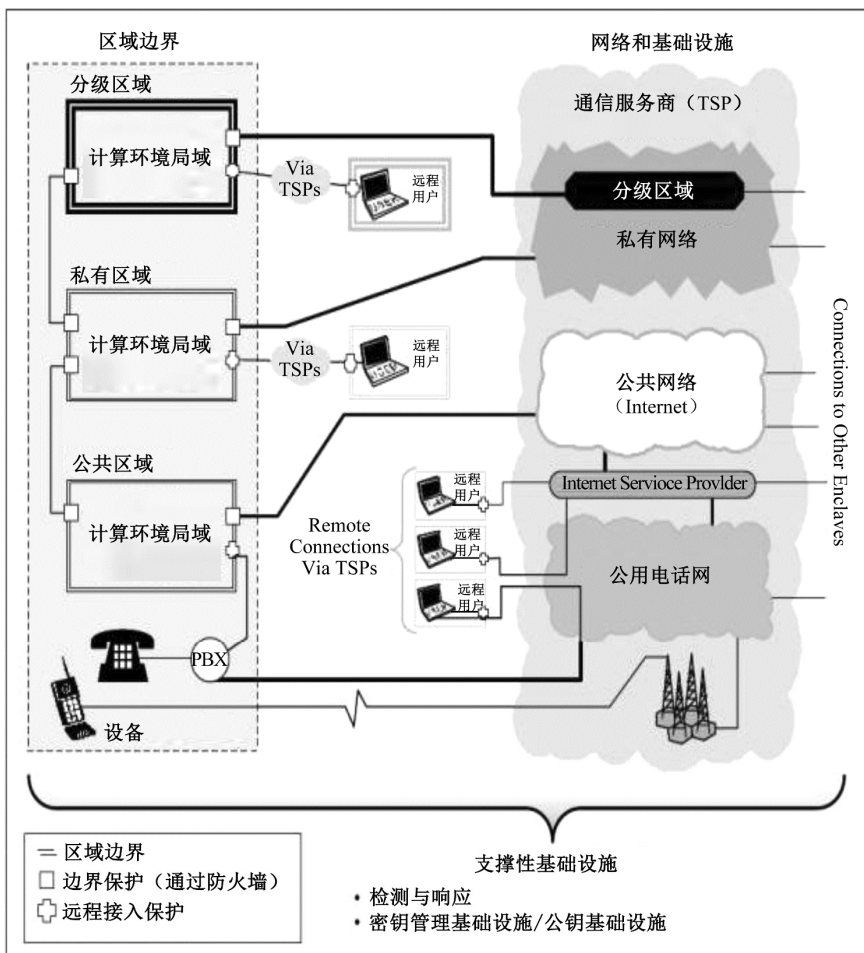 区域边界
网络和基础设施
分级区域
计算环境局域
Via
TSPs
远程
用户
通信服务商（TSP）
分级区域
私有网络
私有区域
计算环境局域
Via
TSPs
远程
用户
公共网络
（Internet）
Connections to Other Enclaves
公共区域
计算环境局域
Remote
Connections
Via TSPs
远程
用户
远程
用户
远程
用户
Internet Servioce Provlder
公用电话网
PBX
设备
区域边界
边界保护（通过防火墙）
远程接入保护
支撑性基础设施
• 检测与响应
• 密钥管理基础设施/公钥基础设施